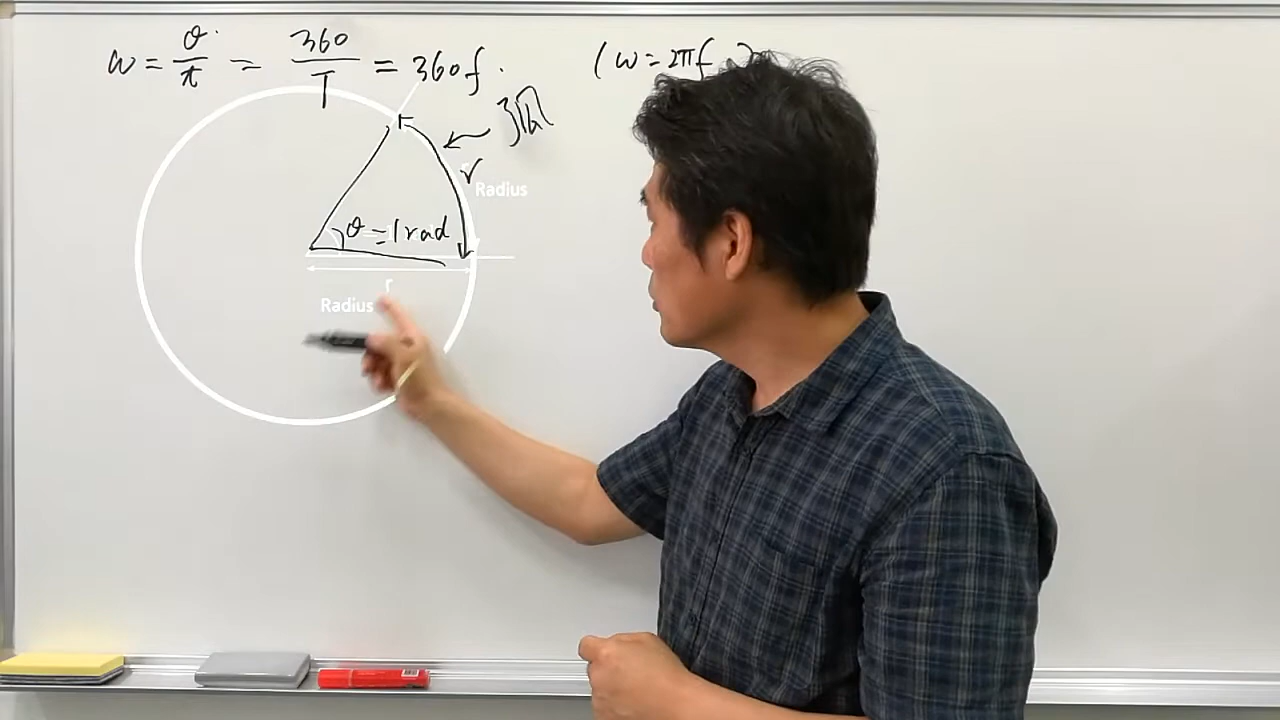 ω = θ/t = 360/T = 360f. (ω = 2πf
r
Radius
θ = 1 rad
r
Radius